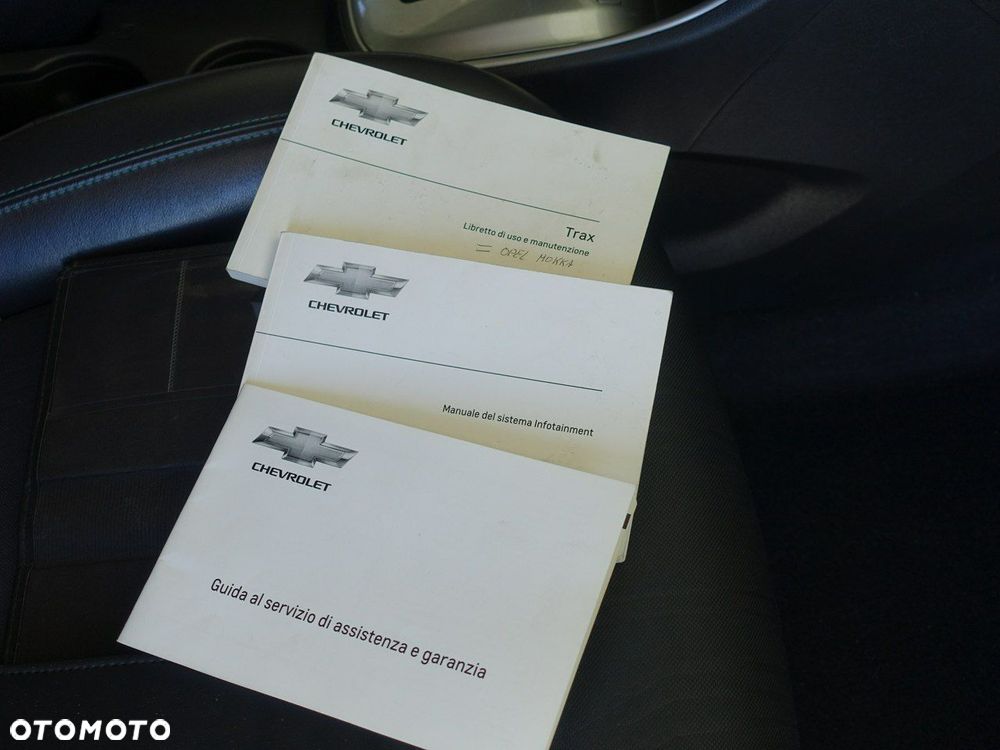 CHEVROLET
Trax
Libretto di uso e manutenzione
= OPEL MOKKA
CHEVROLET
Manuale del sistema Infotainment
CHEVROLET
Guida al servizio di assistenza e garanzia
OTOMOTO